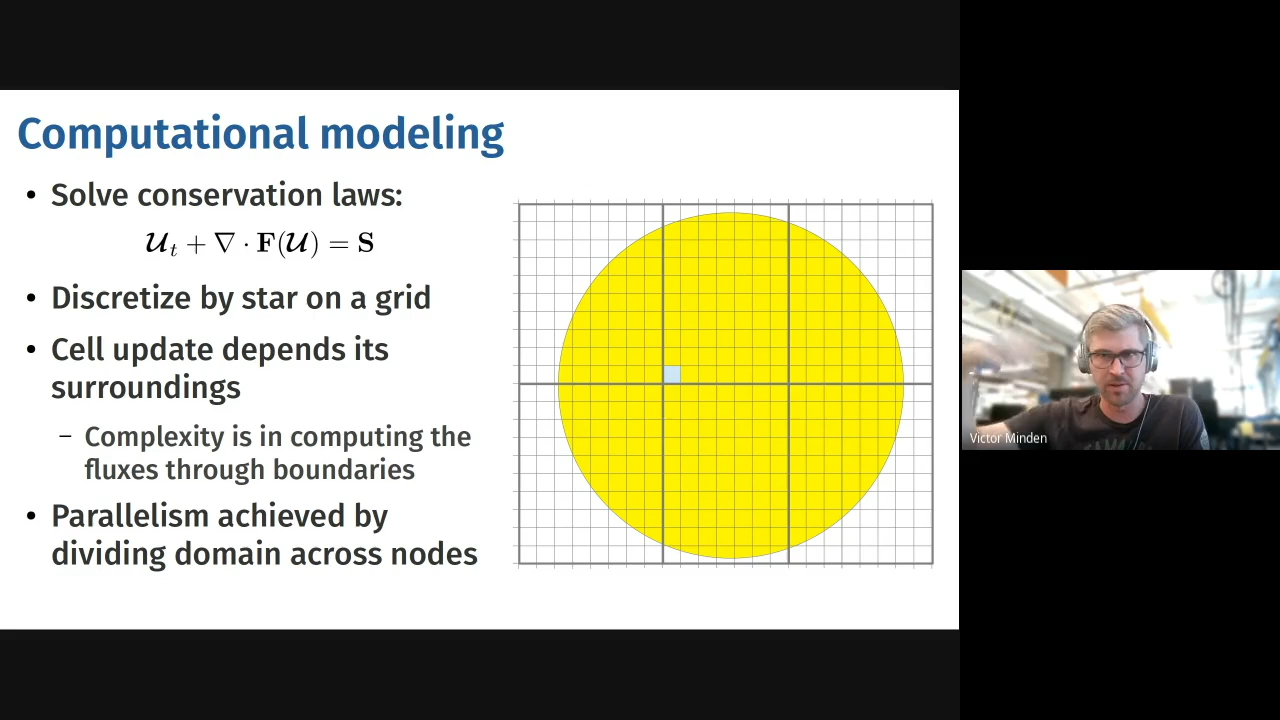 Computational modeling
• Solve conservation laws:
𝓤ₜ + ∇ · 𝐅(𝓤) = 𝐒
• Discretize by star on a grid
• Cell update depends its
surroundings
– Complexity is in computing the
fluxes through boundaries
• Parallelism achieved by
dividing domain across nodes
Victor Minden